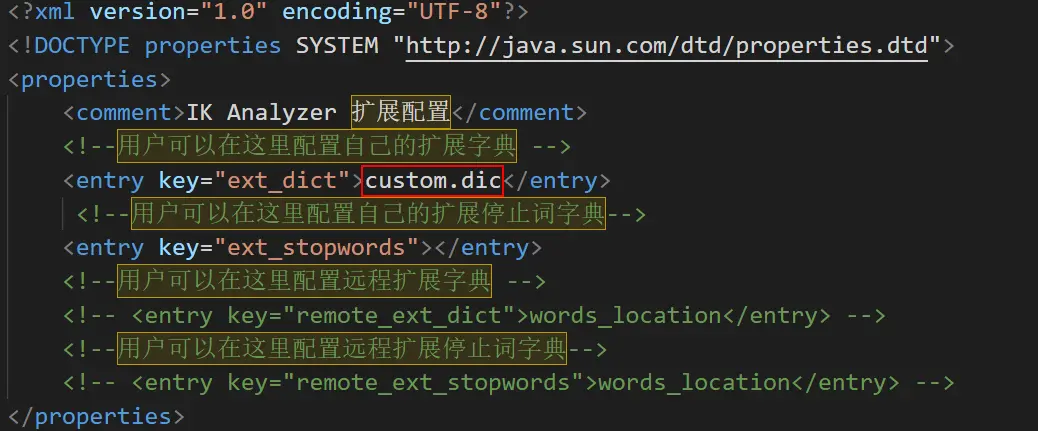 <?xml version="1.0" encoding="UTF-8"?>
<!DOCTYPE properties SYSTEM "http://java.sun.com/dtd/properties.dtd">
<properties>
<comment>IK Analyzer 扩展配置</comment>
<!--用户可以在这里配置自己的扩展字典 -->
<entry key="ext_dict">custom.dic</entry>
<!--用户可以在这里配置自己的扩展停止词字典-->
<entry key="ext_stopwords"></entry>
<!--用户可以在这里配置远程扩展字典 -->
<!-- <entry key="remote_ext_dict">words_location</entry> -->
<!--用户可以在这里配置远程扩展停止词字典-->
<!-- <entry key="remote_ext_stopwords">words_location</entry> -->
</properties>